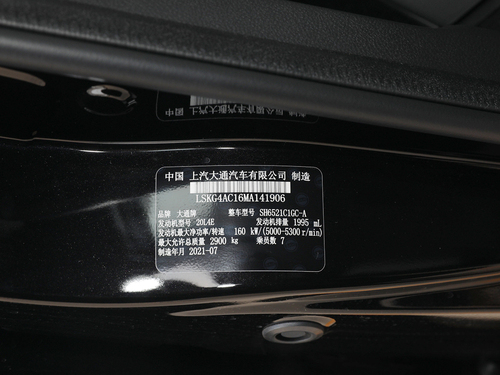 中国 上汽大通汽车有限公司 制造
LSKG4AC16MA141906
品牌 大通牌 整车型号 SH6521C1GC-A
发动机型号 20L4E 发动机排量 1995 mL
发动机最大净功率/转速 160 kW/(5000-5300r/min)
最大允许总质量 2900 kg 乘员数 7
制造年月 2021-07